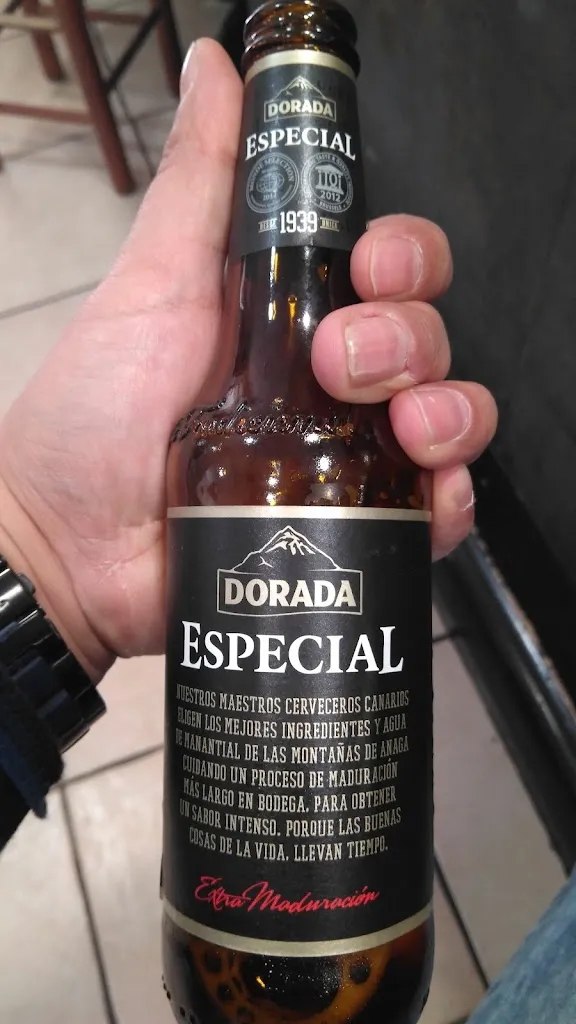 DORADA
ESPECIAL
2012
1939
DORADA
ESPECIAL
NUESTROS MAESTROS CERVECEROS CANARIOS
ELIGEN LOS MEJORES INGREDIENTES Y AGUA
DE MANANTIAL DE LAS MONTAÑAS DE ANAGA
CUIDANDO UN PROCESO DE MADURACIÓN
MÁS LARGO EN BODEGA, PARA OBTENER
UN SABOR INTENSO. PORQUE LAS BUENAS
COSAS DE LA VIDA, LLEVAN TIEMPO.
Extra Maduración